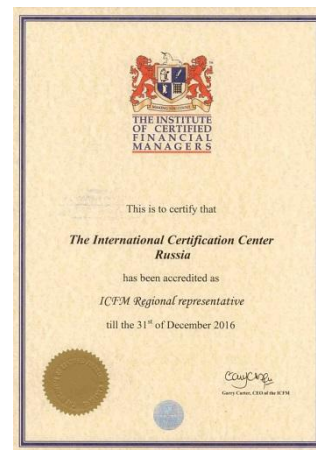 THE INSTITUTE
OF CERTIFIED
FINANCIAL
MANAGERS
This is to certify that
The International Certification Center
Russia
has been accredited as
ICFM Regional representative
till the 31st of December 2016
Garry Carter, CEO of the ICFM